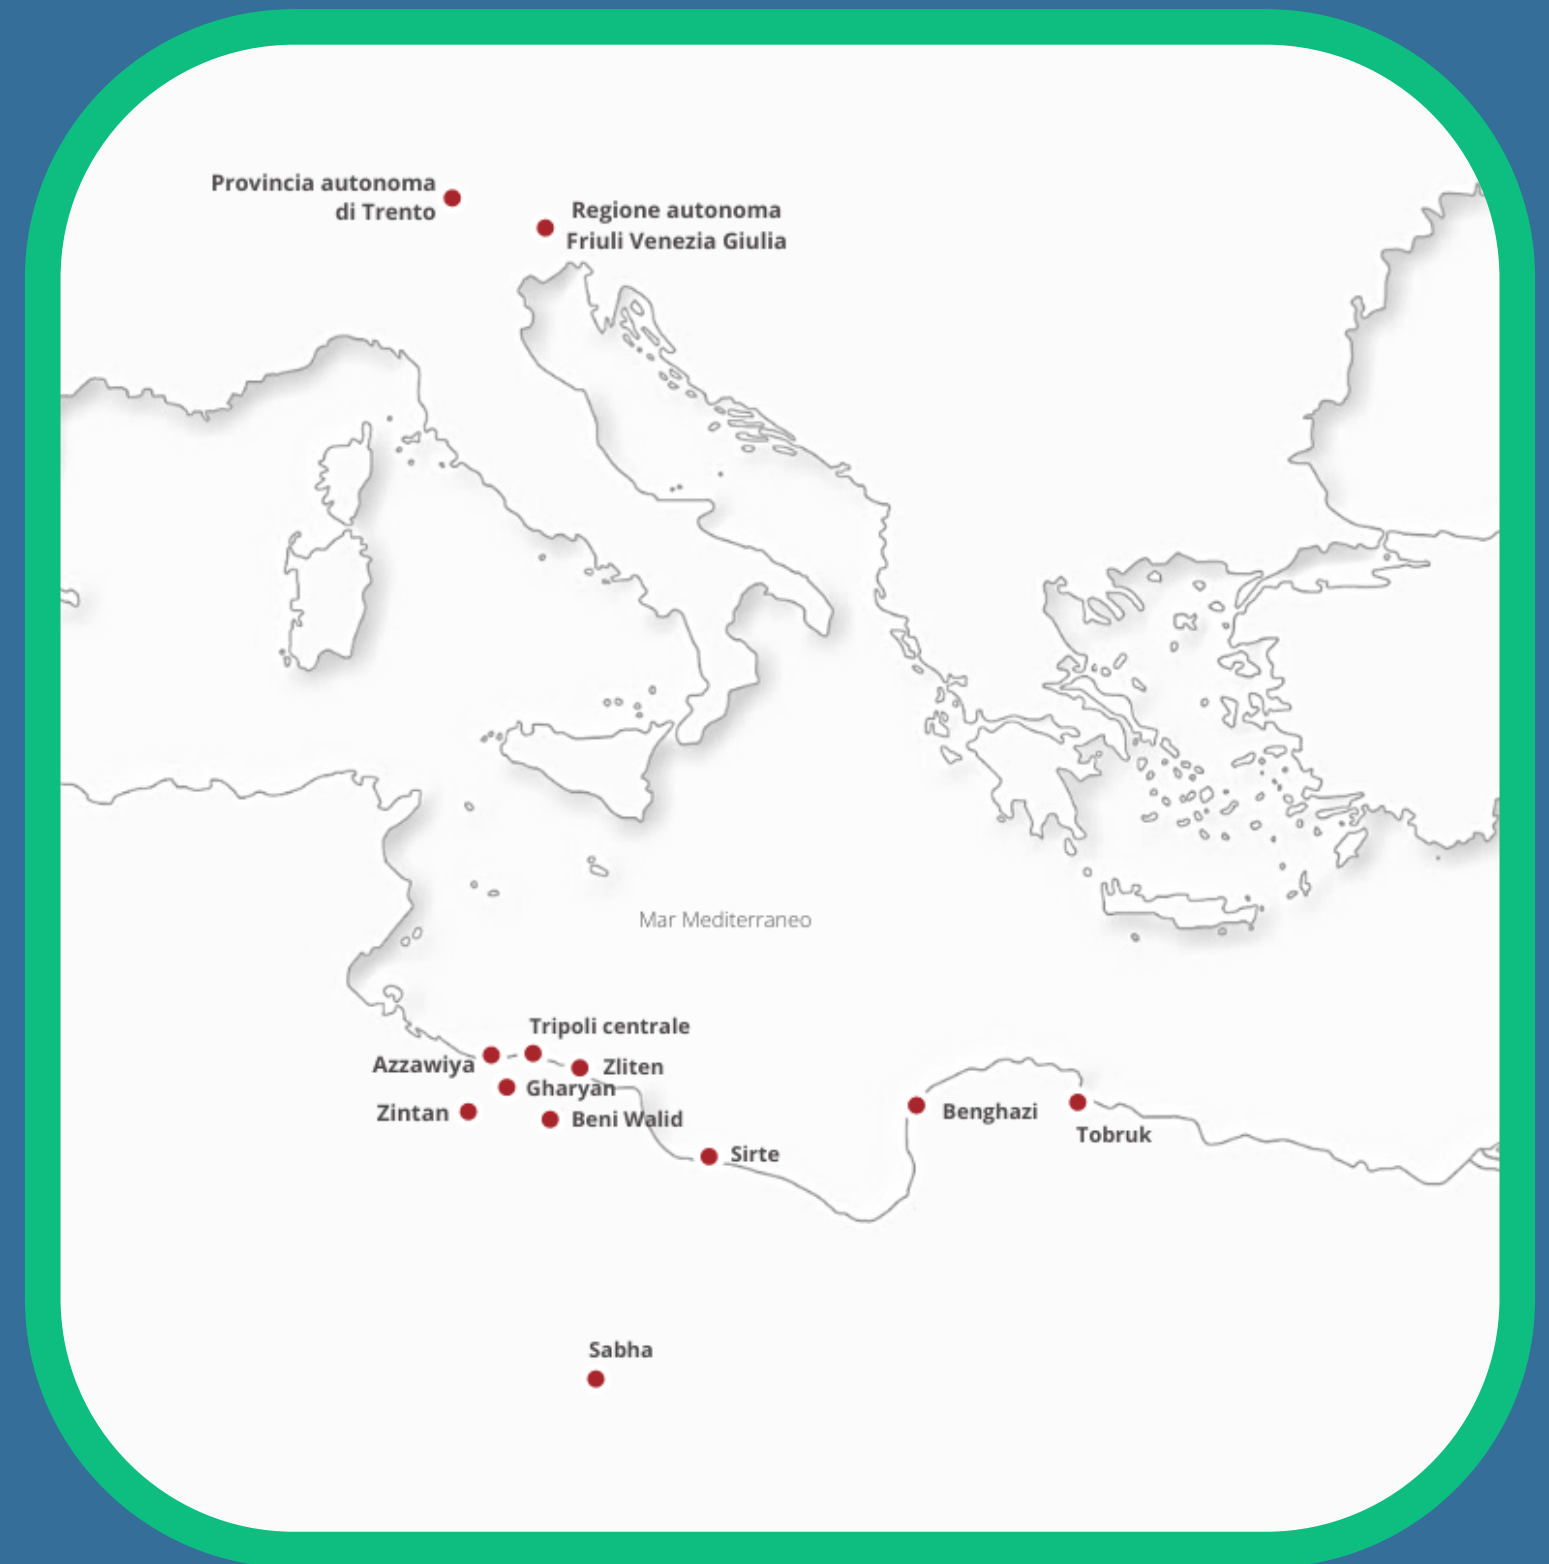 Provincia autonoma
di Trento
Regione autonoma
Friuli Venezia Giulia
Mar Mediterraneo
Tripoli centrale
Azzawiya
Zliten
Gharyan
Zintan
Beni Walid
Benghazi
Tobruk
Sirte
Sabha